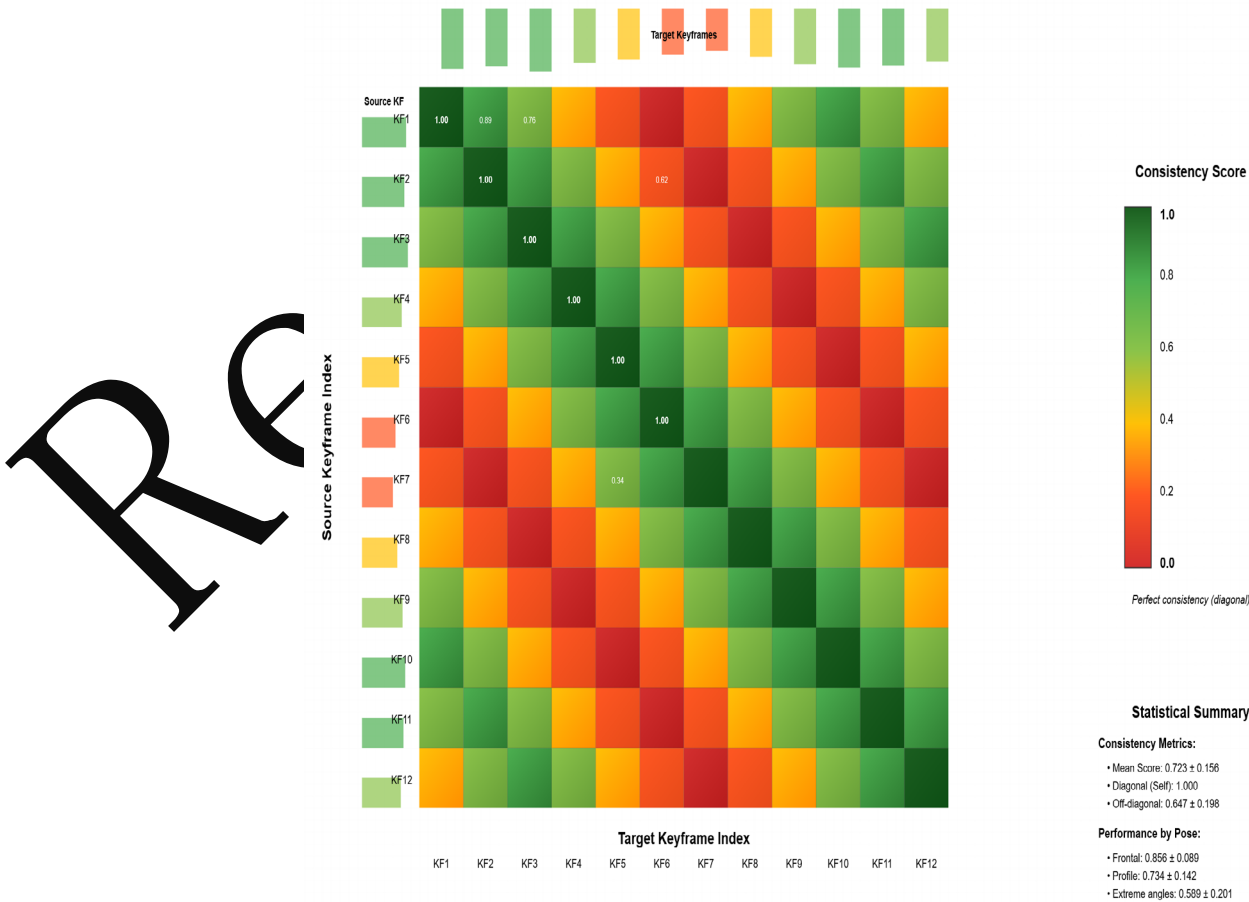 Re
Target Keyframes
Source KF
KF1
1.00 0.89 0.76
KF2
1.00 0.62
KF3
1.00
KF4
1.00
KF5
1.00
KF6
1.00
KF7
0.34
KF8
KF9
KF10
KF11
KF12
Source Keyframe Index
Target Keyframe Index
KF1 KF2 KF3 KF4 KF5 KF6 KF7 KF8 KF9 KF10 KF11 KF12
Consistency Score
1.0
0.8
0.6
0.4
0.2
0.0
Perfect consistency (diagonal)
Statistical Summary
Consistency Metrics:
• Mean Score: 0.723 ± 0.156
• Diagonal (Self): 1.000
• Off-diagonal: 0.647 ± 0.198
Performance by Pose:
• Frontal: 0.856 ± 0.089
• Profile: 0.734 ± 0.142
• Extreme angles: 0.589 ± 0.201